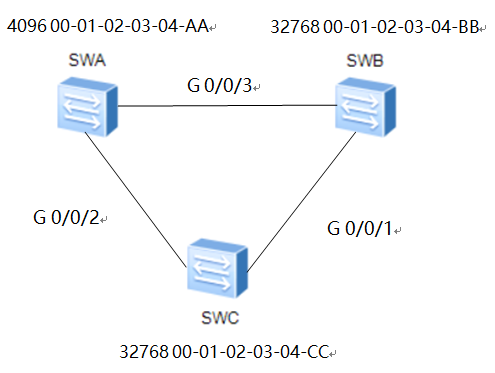 4096 00-01-02-03-04-AA
32768 00-01-02-03-04-BB
SWA
SWB
G 0/0/3
G 0/0/2
G 0/0/1
SWC
32768 00-01-02-03-04-CC